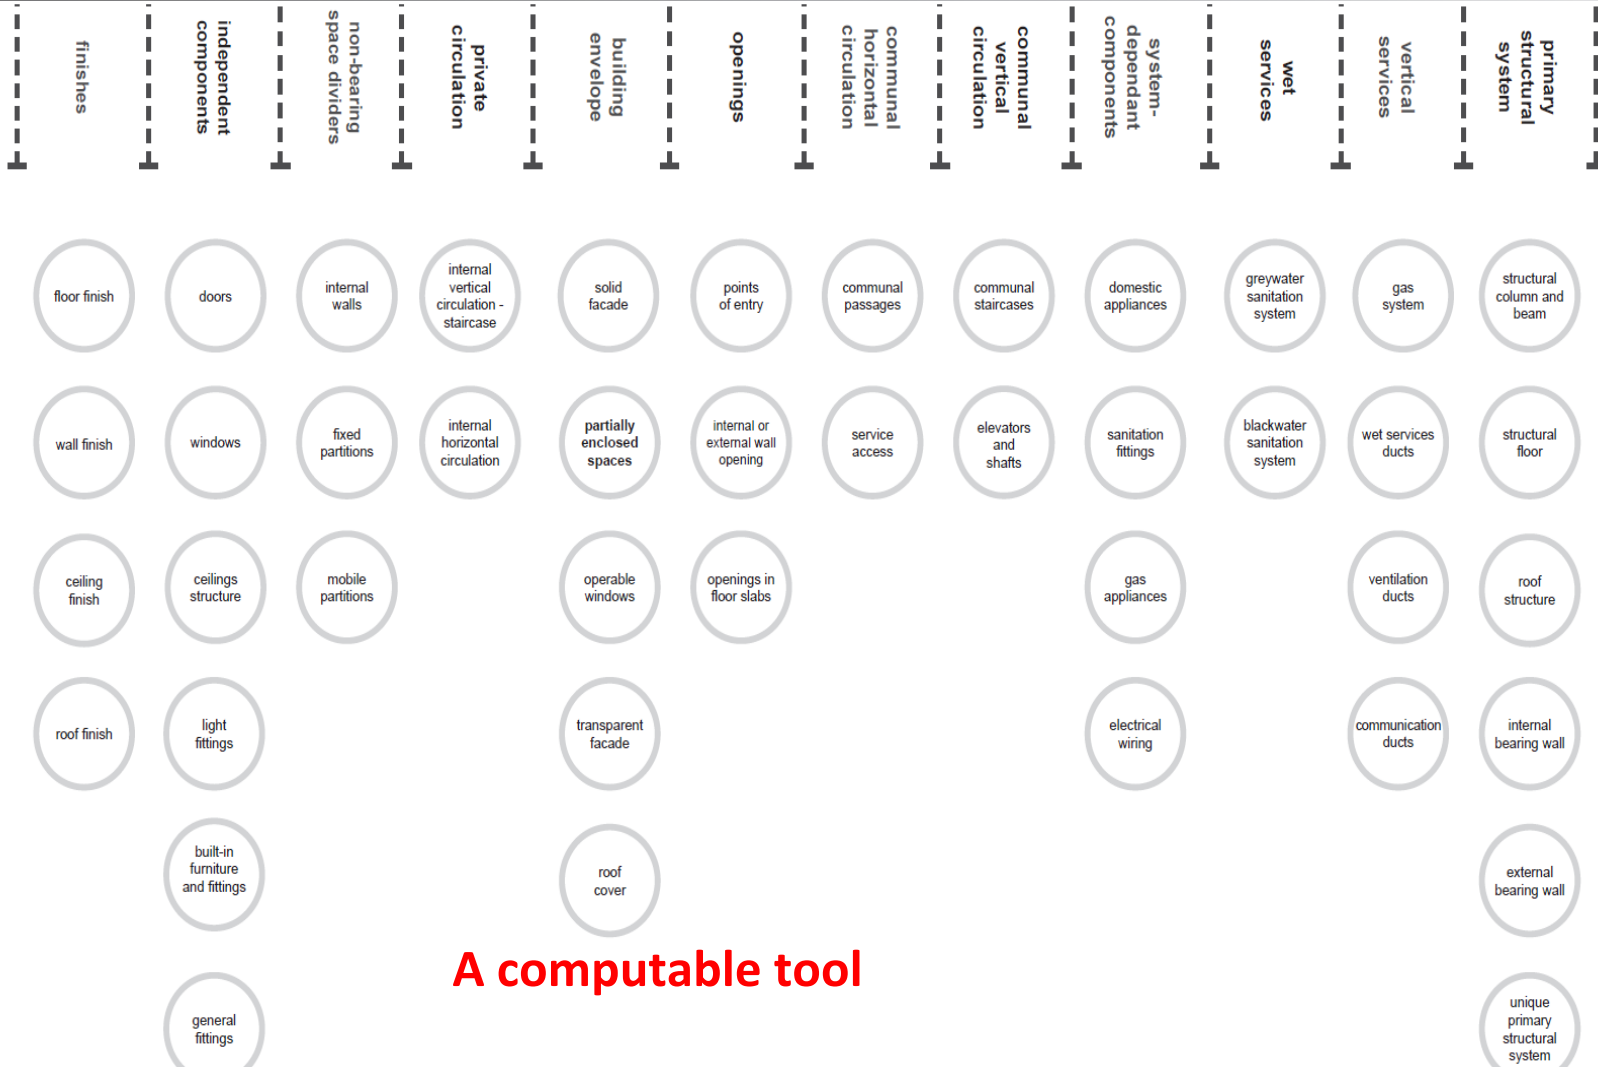 finishes
independent
components
non-bearing
space dividers
private
circulation
building
envelope
openings
communal
horizontal
circulation
communal
vertical
circulation
system-
dependant
components
wet
services
vertical
services
primary
structural
system
floor finish
doors
internal
walls
internal
vertical
circulation -
staircase
solid
facade
points
of entry
communal
passages
communal
staircases
domestic
appliances
greywater
sanitation
system
gas
system
structural
column and
beam
wall finish
windows
fixed
partitions
internal
horizontal
circulation
partially
enclosed
spaces
internal or
external wall
opening
service
access
elevators
and
shafts
sanitation
fittings
blackwater
sanitation
system
wet services
ducts
structural
floor
ceiling
finish
ceilings
structure
mobile
partitions
operable
windows
openings in
floor slabs
gas
appliances
ventilation
ducts
roof
structure
roof finish
light
fittings
transparent
facade
electrical
wiring
communication
ducts
internal
bearing wall
built-in
furniture
and fittings
roof
cover
external
bearing wall
A computable tool
general
fittings
unique
primary
structural
system